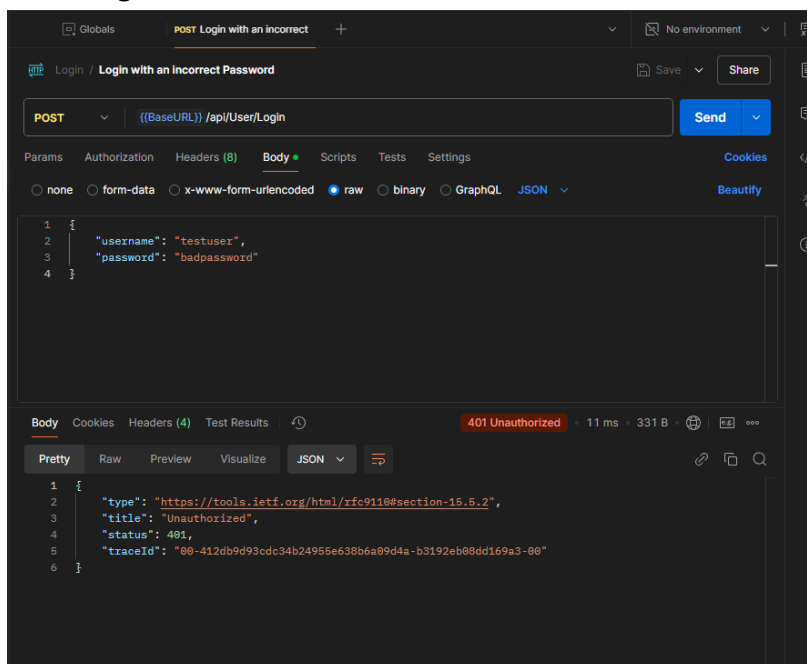 Globals POST Login with an incorrect No environment
HTTP Login / Login with an incorrect Password Save Share
POST {{BaseURL}} /api/User/Login Send
Params Authorization Headers (8) Body Scripts Tests Settings Cookies
none form-data x-www-form-urlencoded raw binary GraphQL JSON Beautify
1 {
2 "username": "testuser",
3 "password": "badpassword"
4 }
Body Cookies Headers (4) Test Results 401 Unauthorized 11 ms 331 B e.g.
Pretty Raw Preview Visualize JSON
1 {
2 "type": "https://tools.ietf.org/html/rfc9110#section-15.5.2",
3 "title": "Unauthorized",
4 "status": 401,
5 "traceId": "00-412db9d93cdc34b24955e638b6a09d4a-b3192eb08dd169a3-00"
6 }